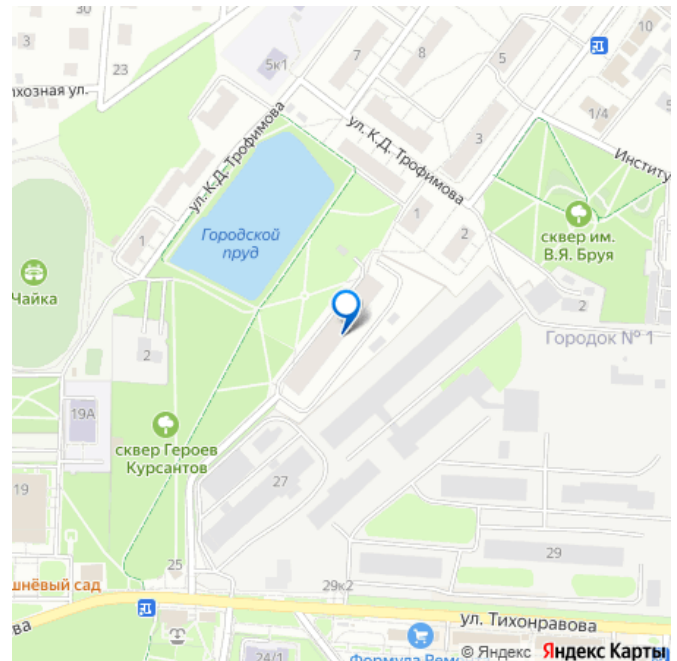 30
23
лхозная ул.
5к1
7
8
5
10
1/4
3
Институ
ул. К.Д. Трофимова
ул. К.Д. Трофимова
Городской
пруд
1
1
2
сквер им.
В.Я. Бруя
Чайка
2
2
Городок № 1
19А
сквер Героев
Курсантов
19
27
25
29
29к2
шнёвый сад
ва
ул. Тихонравова
24/1
Формула Рем
© Яндекс Яндекс Карты